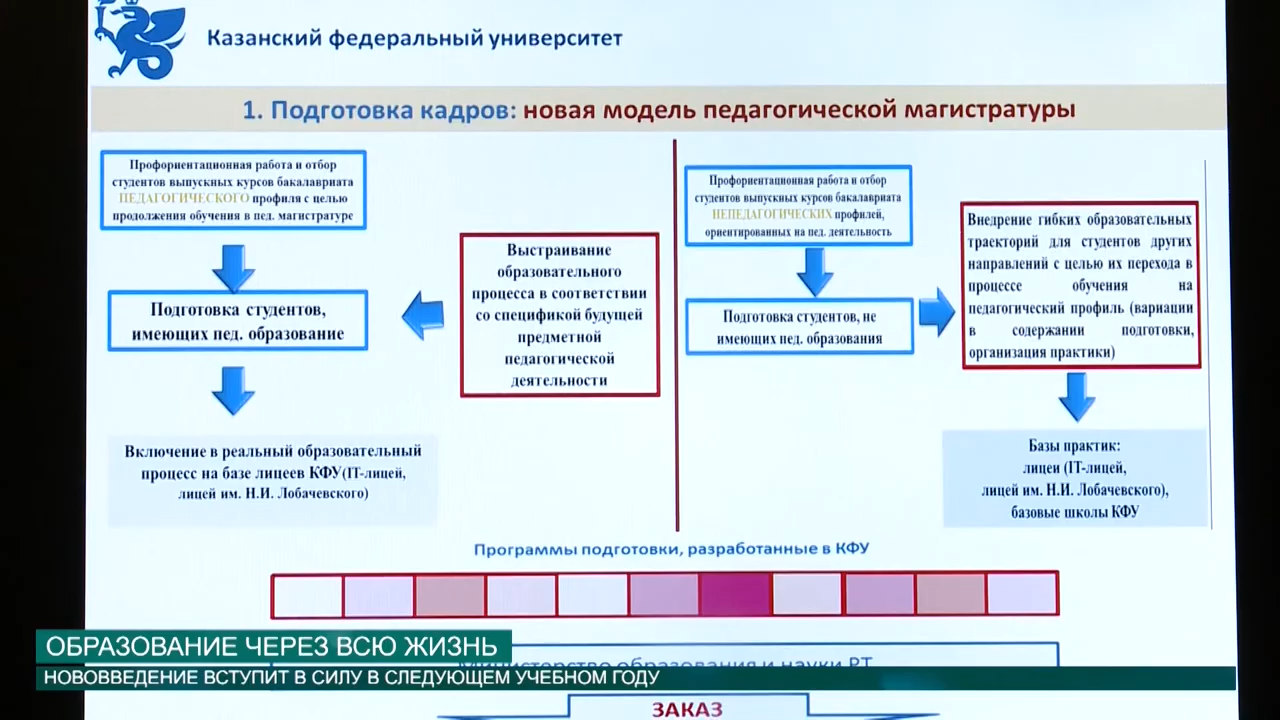 Казанский федеральный университет
1. Подготовка кадров: новая модель педагогической магистратуры
Профориентационная работа и отбор
студентов выпускных курсов бакалавриата
ПЕДАГОГИЧЕСКОГО профиля с целью
продолжения обучения в пед. магистратуре
Подготовка студентов,
имеющих пед. образование
Включение в реальный образовательный
процесс на базе лицеев КФУ(IT-лицей,
лицей им. Н.И. Лобачевского)
Выстраивание
образовательного
процесса в соответствии
со спецификой будущей
предметной
педагогической
деятельности
Профориентационная работа и отбор
студентов выпускных курсов бакалавриата
НЕПЕДАГОГИЧЕСКИХ профилей,
ориентированных на пед. деятельность
Подготовка студентов, не
имеющих пед. образования
Внедрение гибких образовательных
траекторий для студентов других
направлений с целью их перехода в
процессе обучения на
педагогический профиль (вариации
в содержании подготовки,
организация практики)
Базы практик:
лицеи (IT-лицей,
лицей им. Н.И. Лобачевского),
базовые школы КФУ
Программы подготовки, разработанные в КФУ
Министерство образования и науки РТ
ОБРАЗОВАНИЕ ЧЕРЕЗ ВСЮ ЖИЗНЬ
НОВОВВЕДЕНИЕ ВСТУПИТ В СИЛУ В СЛЕДУЮЩЕМ УЧЕБНОМ ГОДУ
ЗАКАЗ